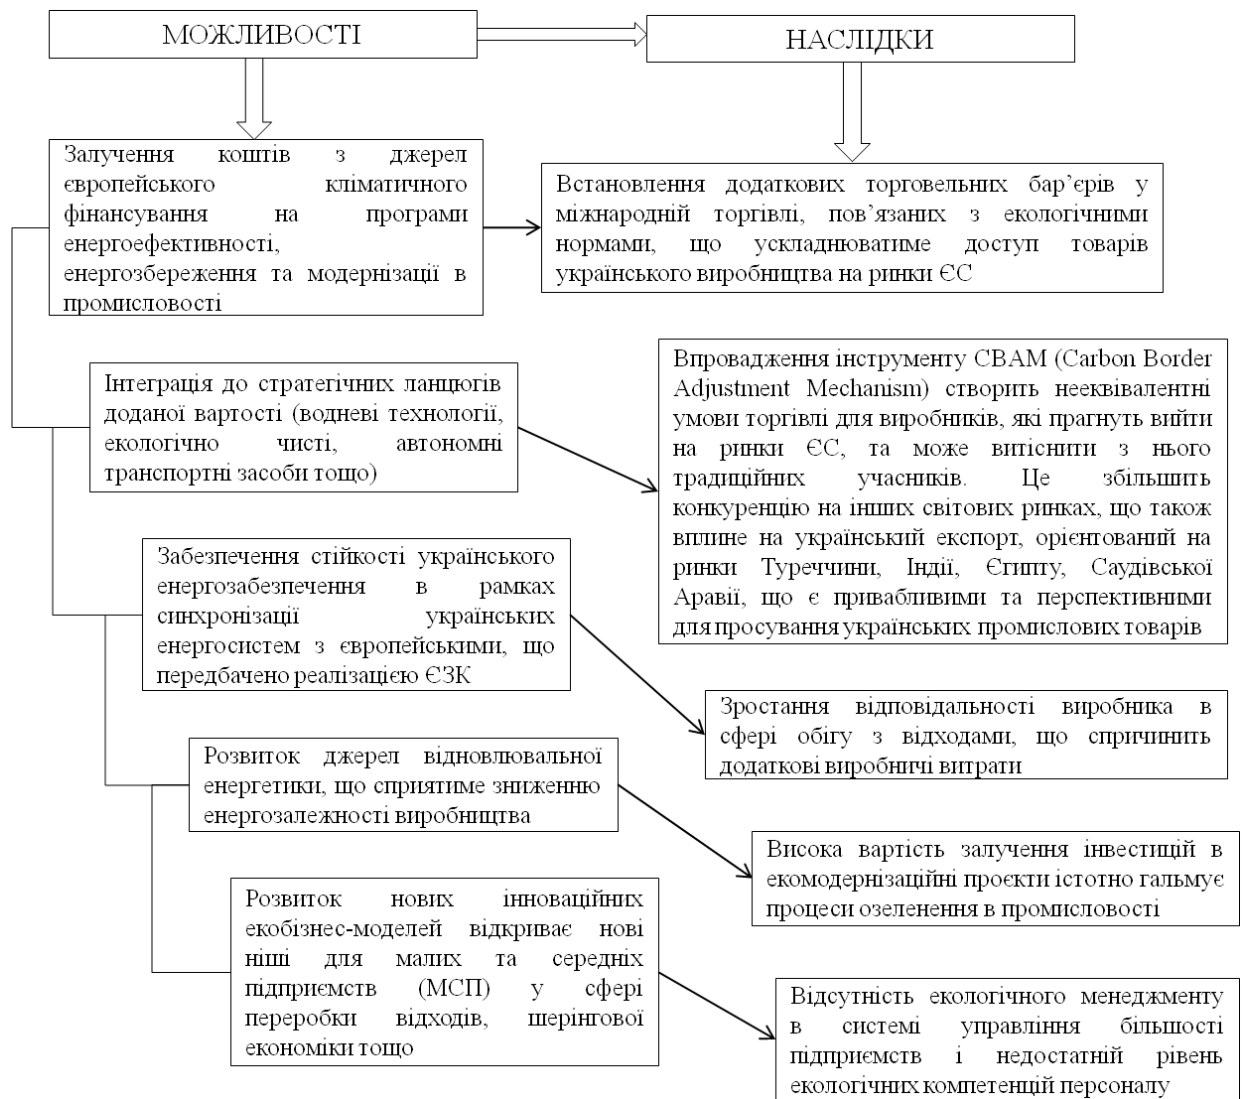 МОЖЛИВОСТІ
НАСЛІДКИ
Залучення коштів з джерел
європейського кліматичного
фінансування на програми
енергоефективності,
енергозбереження та модернізації в
промисловості
Встановлення додаткових торговельних бар’єрів у
міжнародній торгівлі, пов’язаних з екологічними
нормами, що ускладнюватиме доступ товарів
українського виробництва на ринки ЄС
Інтеграція до стратегічних ланцюгів
доданої вартості (водневі технології,
екологічно чисті, автономні
транспортні засоби тощо)
Впровадження інструменту CBAM (Carbon Border
Adjustment Mechanism) створить нееквівалентні
умови торгівлі для виробників, які прагнуть вийти
на ринки ЄС, та може витіснити з нього
традиційних учасників. Це збільшить
конкуренцію на інших світових ринках, що також
вплине на український експорт, орієнтований на
ринки Туреччини, Індії, Єгипту, Саудівської
Аравії, що є привабливими та перспективними
для просування українських промислових товарів
Забезпечення стійкості українського
енергозабезпечення в рамках
синхронізації українських
енергосистем з європейськими, що
передбачено реалізацією ЄЗК
Зростання відповідальності виробника в
сфері обігу з відходами, що спричинить
додаткові виробничі витрати
Розвиток джерел відновлювальної
енергетики, що сприятиме зниженню
енергозалежності виробництва
Висока вартість залучення інвестицій в
екомодернізаційні проєкти істотно гальмує
процеси озеленення в промисловості
Розвиток нових інноваційних
екобізнес-моделей відкриває нові
ніші для малих та середніх
підприємств (МСП) у сфері
переробки відходів, шерінгової
економіки тощо
Відсутність екологічного менеджменту
в системі управління більшості
підприємств і недостатній рівень
екологічних компетенцій персоналу